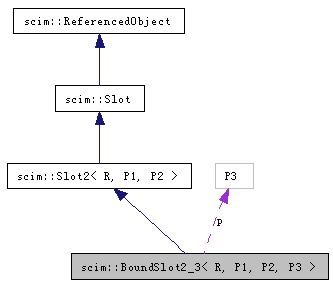 scim::ReferencedObject
scim::Slot
scim::Slot2< R, P1, P2 >
P3
/p
scim::BoundSlot2_3< R, P1, P2, P3 >